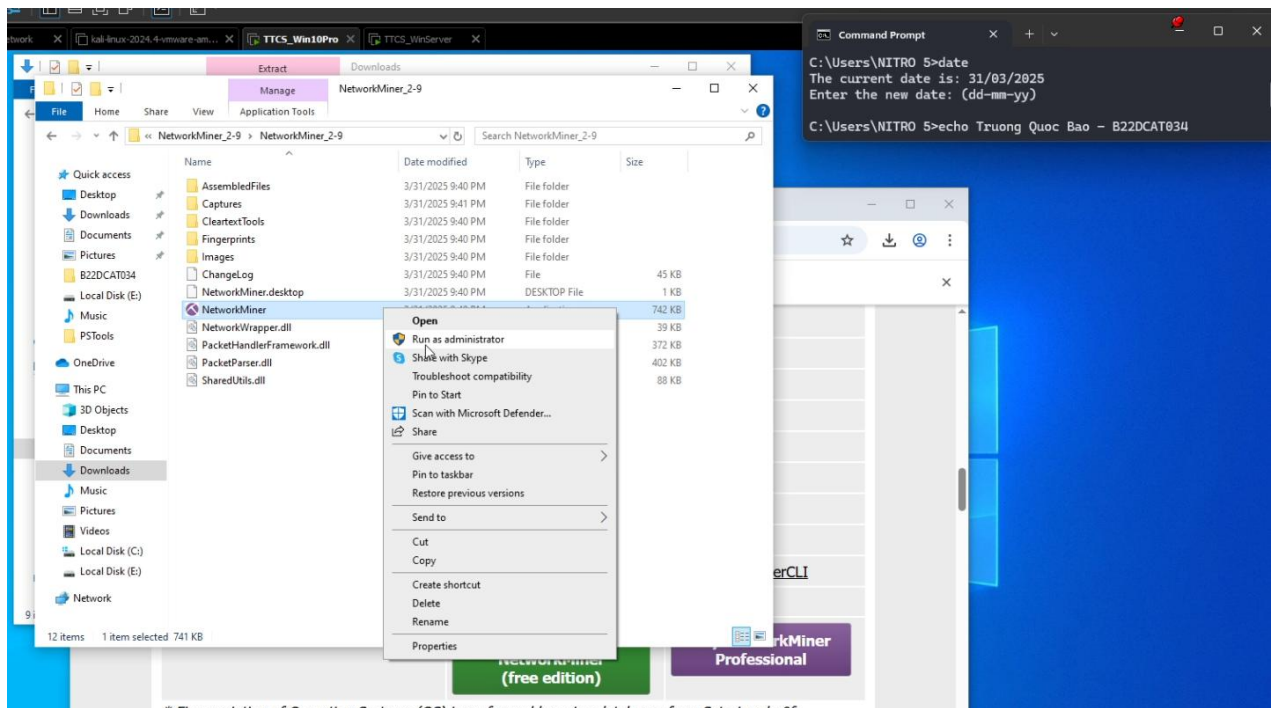 etwork
kali-linux-2024.4-vmware-am...
TTCS_Win10Pro
TTCS_WinServer
Command Prompt
C:\Users\NITRO 5>date
The current date is: 31/03/2025
Enter the new date: (dd-mm-yy)
C:\Users\NITRO 5>echo Truong Quoc Bao - B22DCAT034
Extract
Downloads
Manage
NetworkMiner_2-9
File
Home
Share
View
Application Tools
« NetworkMiner_2-9 > NetworkMiner_2-9
Search NetworkMiner_2-9
Name
Date modified
Type
Size
Quick access
Desktop
Downloads
Documents
Pictures
B22DCAT034
Local Disk (E:)
Music
PSTools
OneDrive
This PC
3D Objects
Desktop
Documents
Downloads
Music
Pictures
Videos
Local Disk (C:)
Local Disk (E:)
Network
AssembledFiles 3/31/2025 9:40 PM File folder
Captures 3/31/2025 9:41 PM File folder
CleartextTools 3/31/2025 9:40 PM File folder
Fingerprints 3/31/2025 9:40 PM File folder
Images 3/31/2025 9:40 PM File folder
ChangeLog 3/31/2025 9:40 PM File 45 KB
NetworkMiner.desktop 3/31/2025 9:40 PM DESKTOP File 1 KB
NetworkMiner 742 KB
NetworkWrapper.dll 39 KB
PacketHandlerFramework.dll 372 KB
PacketParser.dll 402 KB
SharedUtils.dll 88 KB
Open
Run as administrator
Share with Skype
Troubleshoot compatibility
Pin to Start
Scan with Microsoft Defender...
Share
Give access to
Pin to taskbar
Restore previous versions
Send to
Cut
Copy
Create shortcut
Delete
Rename
Properties
12 items 1 item selected 741 KB
erCLI
(free edition)
rkMiner
Professional